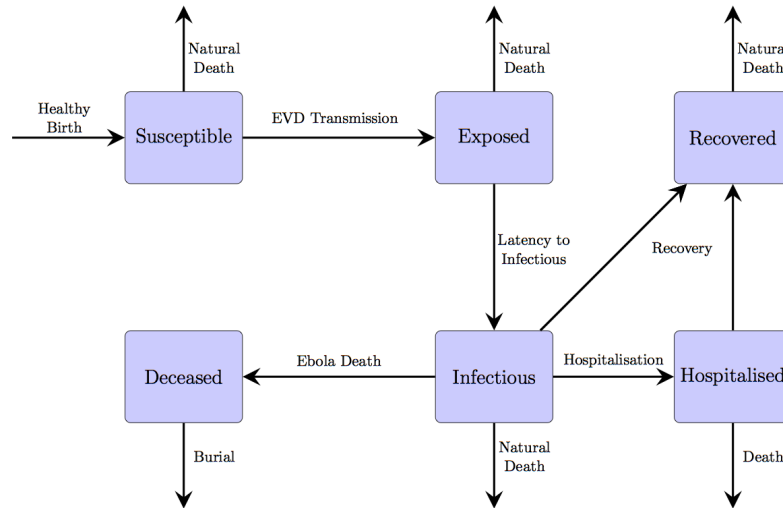 Natural
Death
Natural
Death
Natural
Death
Healthy
Birth
Susceptible
EVD Transmission
Exposed
Recovered
Latency to
Infectious
Recovery
Deceased
Ebola Death
Infectious
Hospitalisation
Hospitalised
Burial
Natural
Death
Death